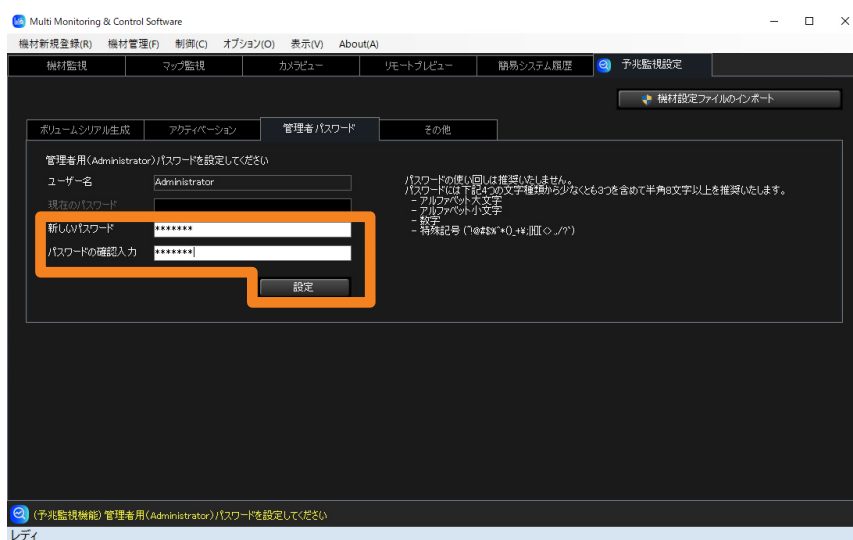 Multi Monitoring & Control Software
機材新規登録(R) 機材管理(F) 制御(C) オプション(O) 表示(V) About(A)
機材監視 マップ監視 カメラビュー リモートプレビュー 簡易システム履歴 予兆監視設定
機材設定ファイルのインポート
ボリュームシリアル生成 アクティベーション 管理者パスワード その他
管理者用(Administrator)パスワードを設定してください
ユーザー名 Administrator
現在のパスワード
新しいパスワード *******
パスワードの確認入力 *******
設定
パスワードの使い回しは推奨いたしません。
パスワードには下記4つの文字種類から少なくとも3つを含めて半角8文字以上を推奨いたします。
- アルファベット大文字
- アルファベット小文字
- 数字
- 特殊記号
(予兆監視機能) 管理者用(Administrator)パスワードを設定してください
レディ